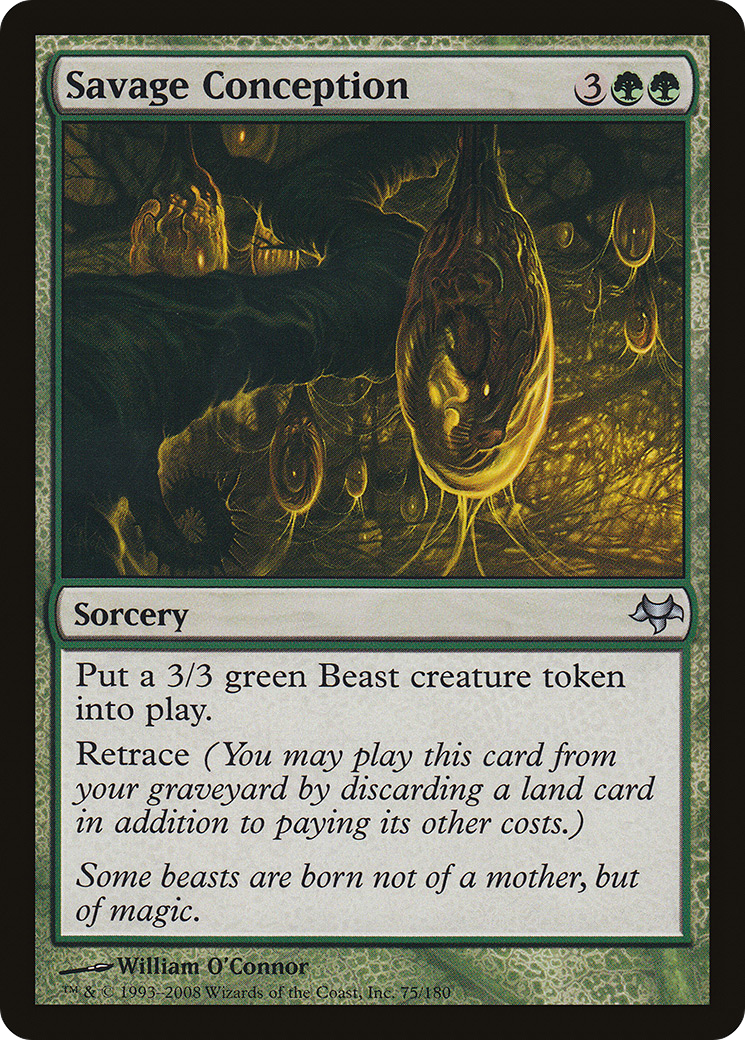 Savage Conception 3
Sorcery
Put a 3/3 green Beast creature token
into play.
Retrace (You may play this card from
your graveyard by discarding a land card
in addition to paying its other costs.)
Some beasts are born not of a mother, but
of magic.
William O'Connor
™ & © 1993–2008 Wizards of the Coast, Inc. 75/180